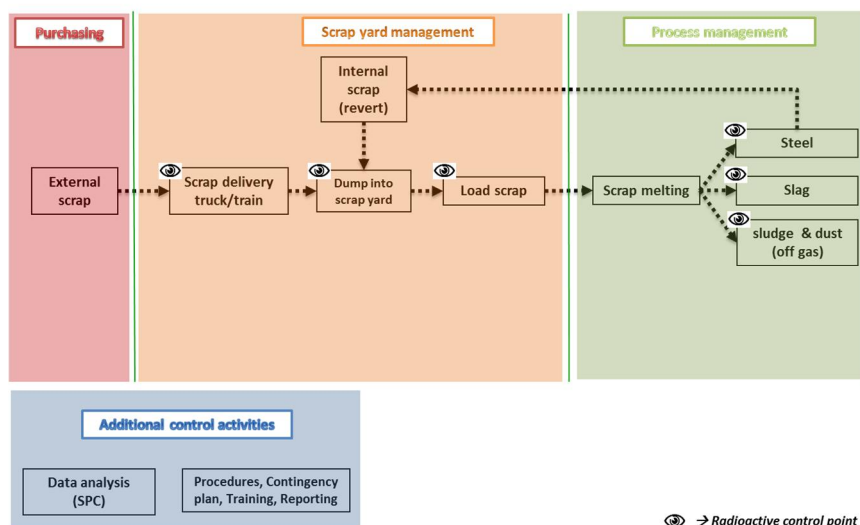 Purchasing
Scrap yard management
Process management
Internal
scrap
(revert)
Steel
External
scrap
Scrap delivery
truck/train
Dump into
scrap yard
Load scrap
Scrap melting
Slag
sludge & dust
(off gas)
Additional control activities
Data analysis
(SPC)
Procedures, Contingency
plan, Training, Reporting
→ Radioactive control point